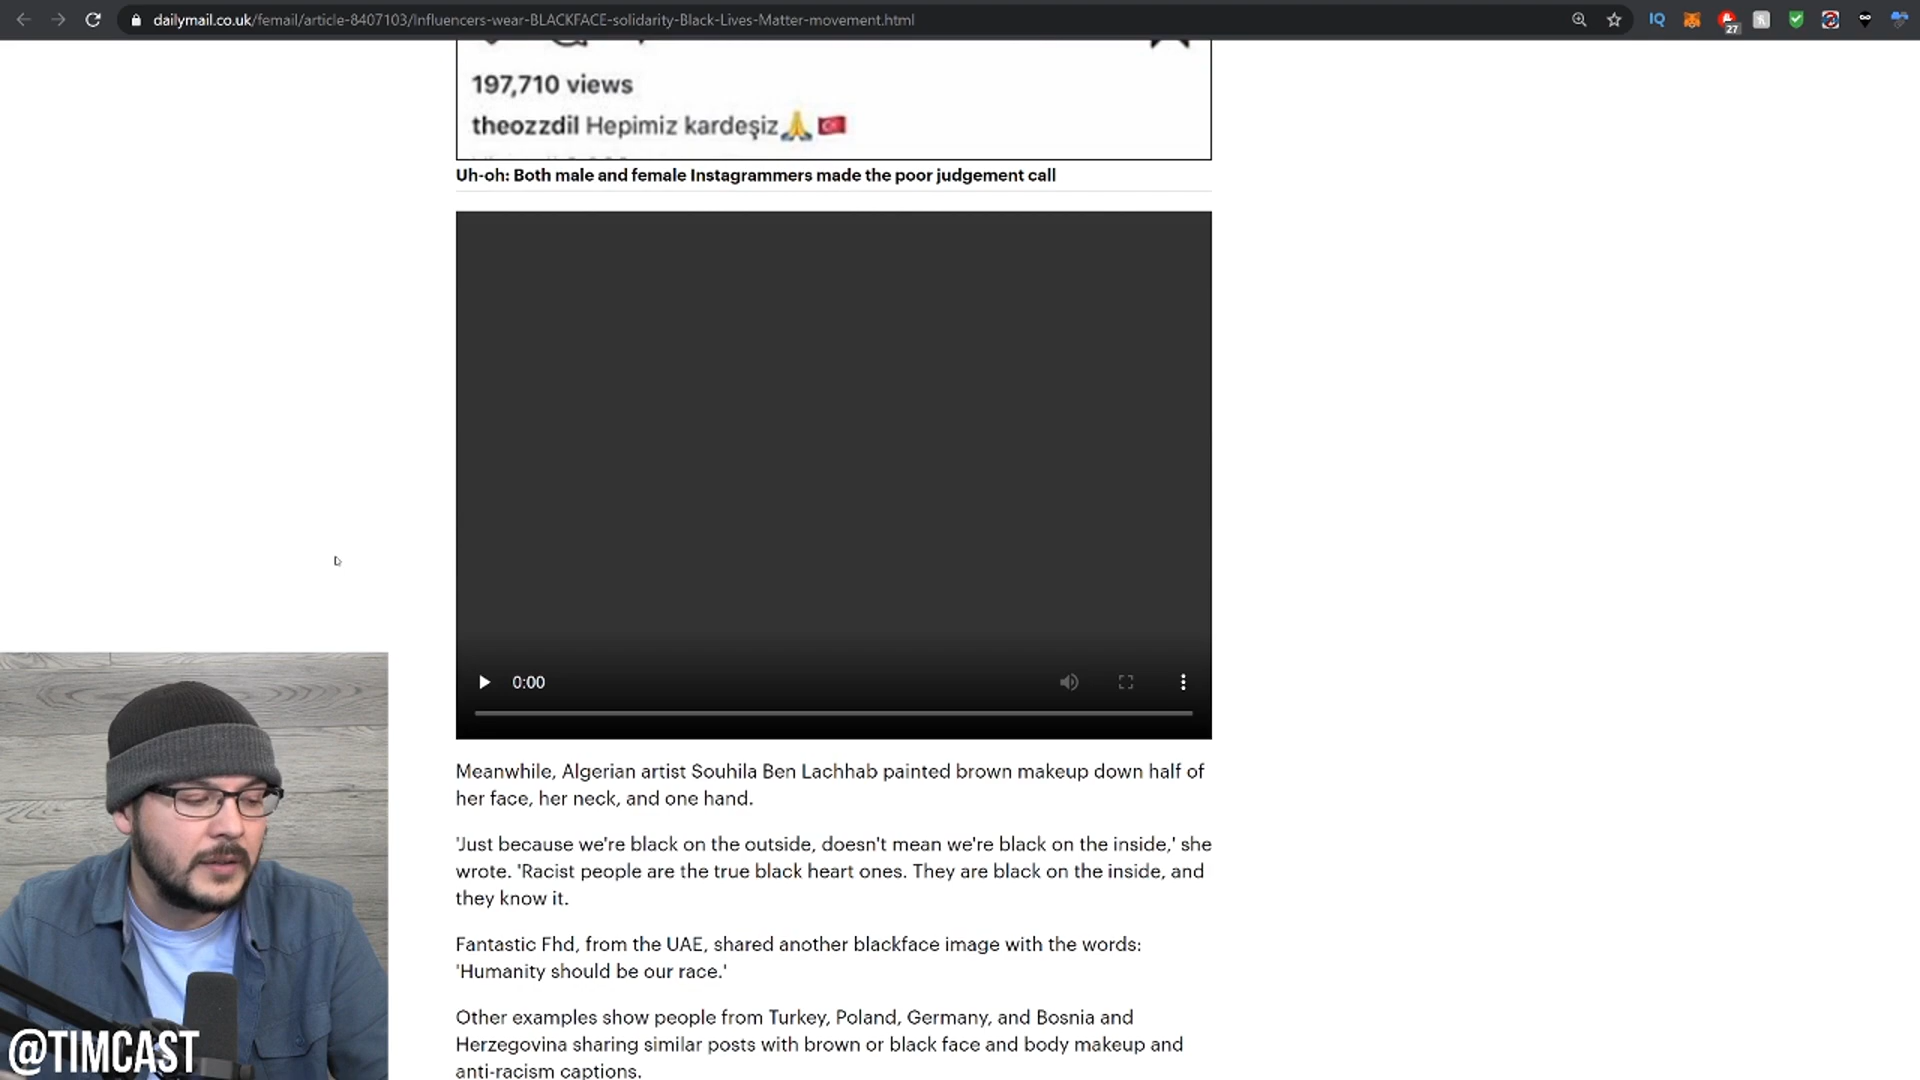 dailymail.co.uk/femail/article-8407103/Influencers-wear-BLACKFACE-solidarity-Black-Lives-Matter-movement.html
IQ
27
197,710 views
theozzdil Hepimiz kardeşiz🙏🇹🇷
Uh-oh: Both male and female Instagrammers made the poor judgement call
0:00
Meanwhile, Algerian artist Souhila Ben Lachhab painted brown makeup down half of
her face, her neck, and one hand.
'Just because we're black on the outside, doesn't mean we're black on the inside,' she
wrote. 'Racist people are the true black heart ones. They are black on the inside, and
they know it.
Fantastic Fhd, from the UAE, shared another blackface image with the words:
'Humanity should be our race.'
Other examples show people from Turkey, Poland, Germany, and Bosnia and
Herzegovina sharing similar posts with brown or black face and body makeup and
anti-racism captions.
@TIMCAST